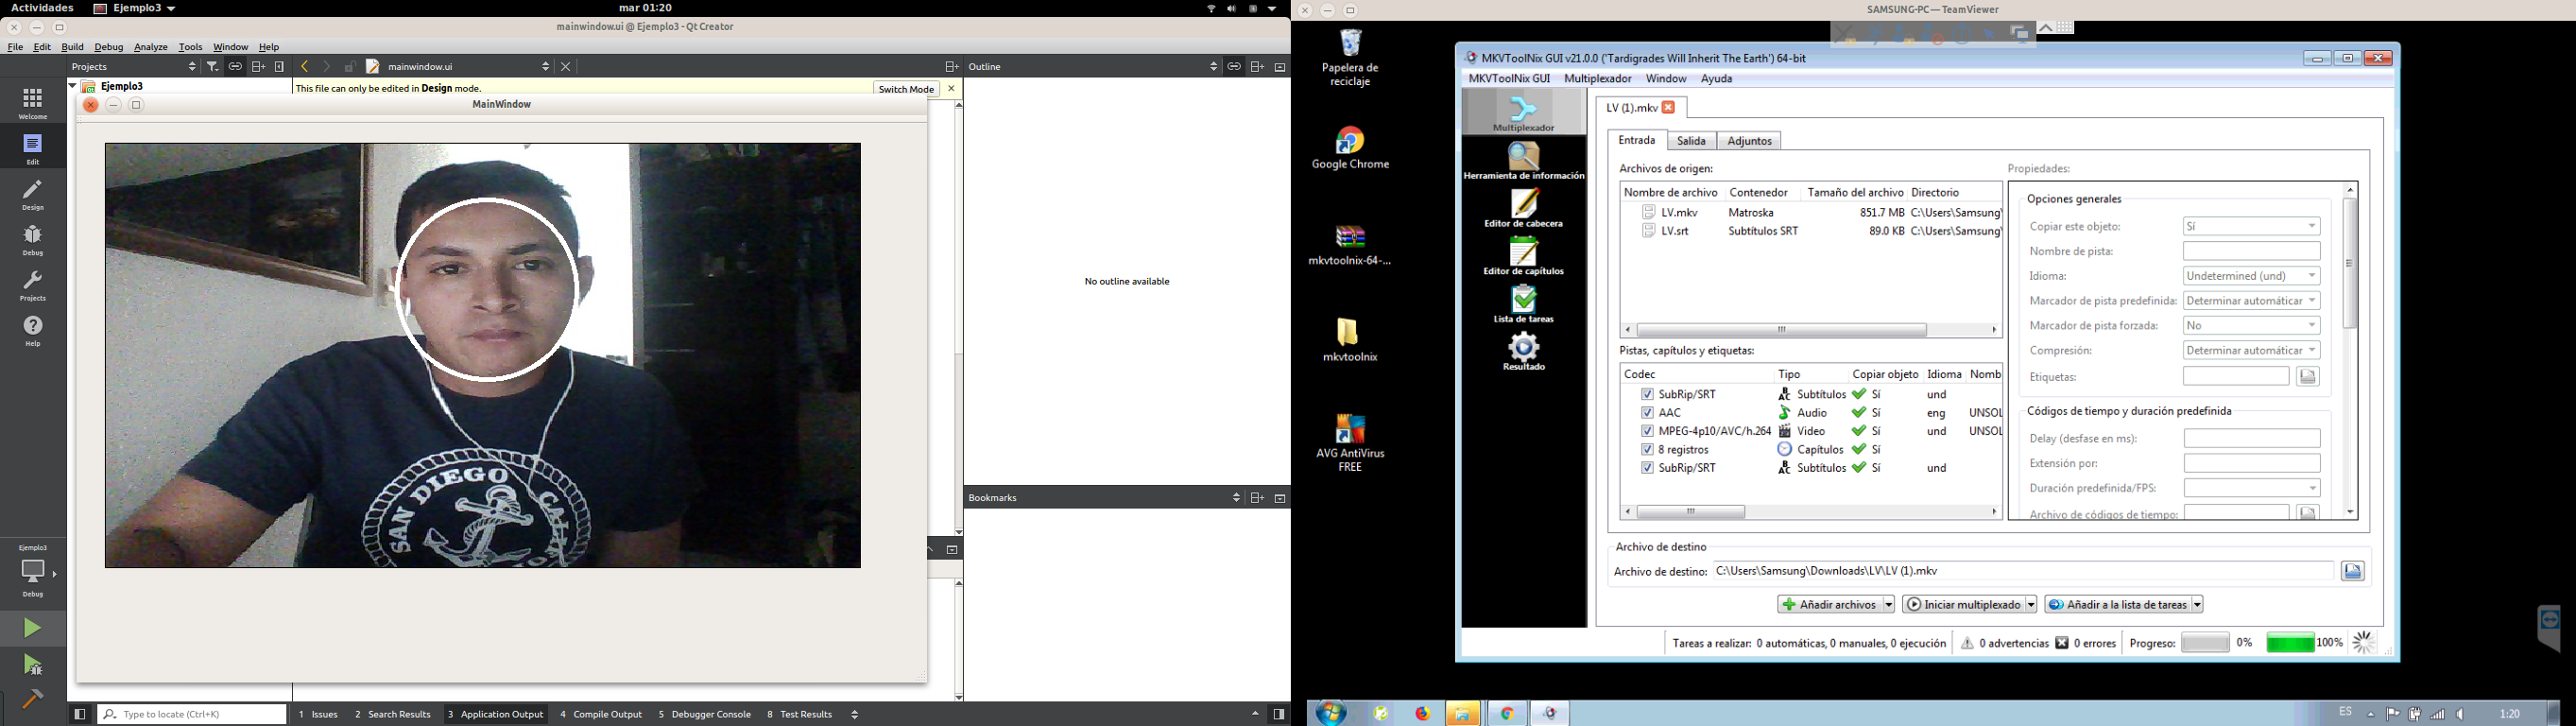 Actividades Ejemplo3 mar 01:20
mainwindow.ui @ Ejemplo3 - Qt Creator
File Edit Build Debug Analyze Tools Window Help
Projects mainwindow.ui Outline
Ejemplo3 This file can only be edited in Design mode. Switch Mode
MainWindow
Welcome
Edit
Design
Debug
Projects
Help
SAN DIEGO
No outline available
Bookmarks
Ejemplo3
Debug
Type to locate (Ctrl+K) 1 Issues 2 Search Results 3 Application Output 4 Compile Output 5 Debugger Console 8 Test Results
SAMSUNG-PC — TeamViewer
Papelera de reciclaje
Google Chrome
mkvtoolnix-64-...
mkvtoolnix
AVG AntiVirus FREE
MKVToolNix GUI v21.0.0 ('Tardigrades Will Inherit The Earth') 64-bit
MKVToolNix GUI Multiplexador Window Ayuda
Multiplexador
Herramienta de información
Editor de cabecera
Editor de capítulos
Lista de tareas
Resultado
LV (1).mkv
Entrada Salida Adjuntos
Archivos de origen:
Nombre de archivo Contenedor Tamaño del archivo Directorio
LV.mkv Matroska 851.7 MB C:\Users\Samsung\
LV.srt Subtítulos SRT 89.0 KB C:\Users\Samsung\
Pistas, capítulos y etiquetas:
Codec Tipo Copiar objeto Idioma Nomb
SubRip/SRT Subtítulos Sí und
AAC Audio Sí eng UNSOL
MPEG-4p10/AVC/h.264 Video Sí und UNSOL
8 registros Capítulos Sí
SubRip/SRT Subtítulos Sí und
Propiedades:
Opciones generales
Copiar este objeto: Sí
Nombre de pista:
Idioma: Undetermined (und)
Marcador de pista predefinida: Determinar automáticar
Marcador de pista forzada: No
Compresión: Determinar automáticar
Etiquetas:
Códigos de tiempo y duración predefinida
Delay (desfase en ms):
Extensión por:
Duración predefinida/FPS:
Archivo de códigos de tiempo:
Archivo de destino
Archivo de destino: C:\Users\Samsung\Downloads\LV\LV (1).mkv
Añadir archivos Iniciar multiplexado Añadir a la lista de tareas
Tareas a realizar: 0 automáticas, 0 manuales, 0 ejecución 0 advertencias 0 errores Progreso: 0% 100%
ES 1:20